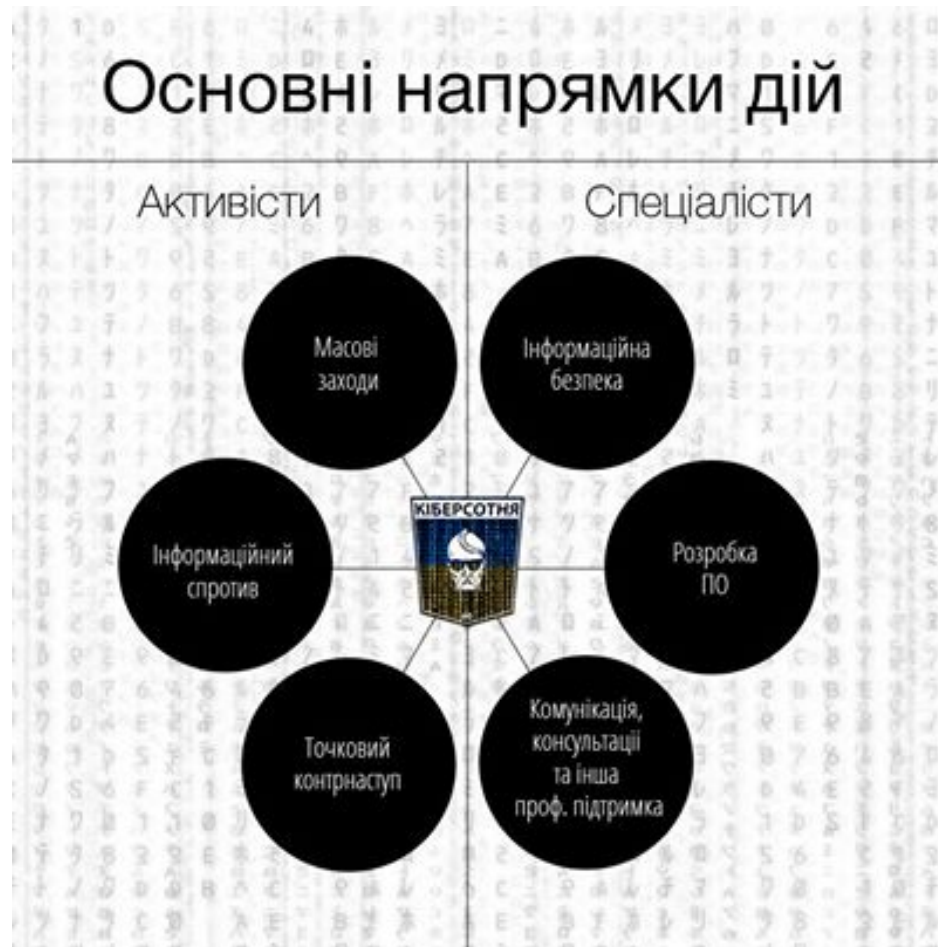 Основні напрямки дій
Активісти
Спеціалісти
Масові
заходи
Інформаційна
безпека
КІБЕРСОТНЯ
Інформаційний
спротив
Розробка
ПО
Точковий
контрнаступ
Комунікація,
консультації
та інша
проф. підтримка